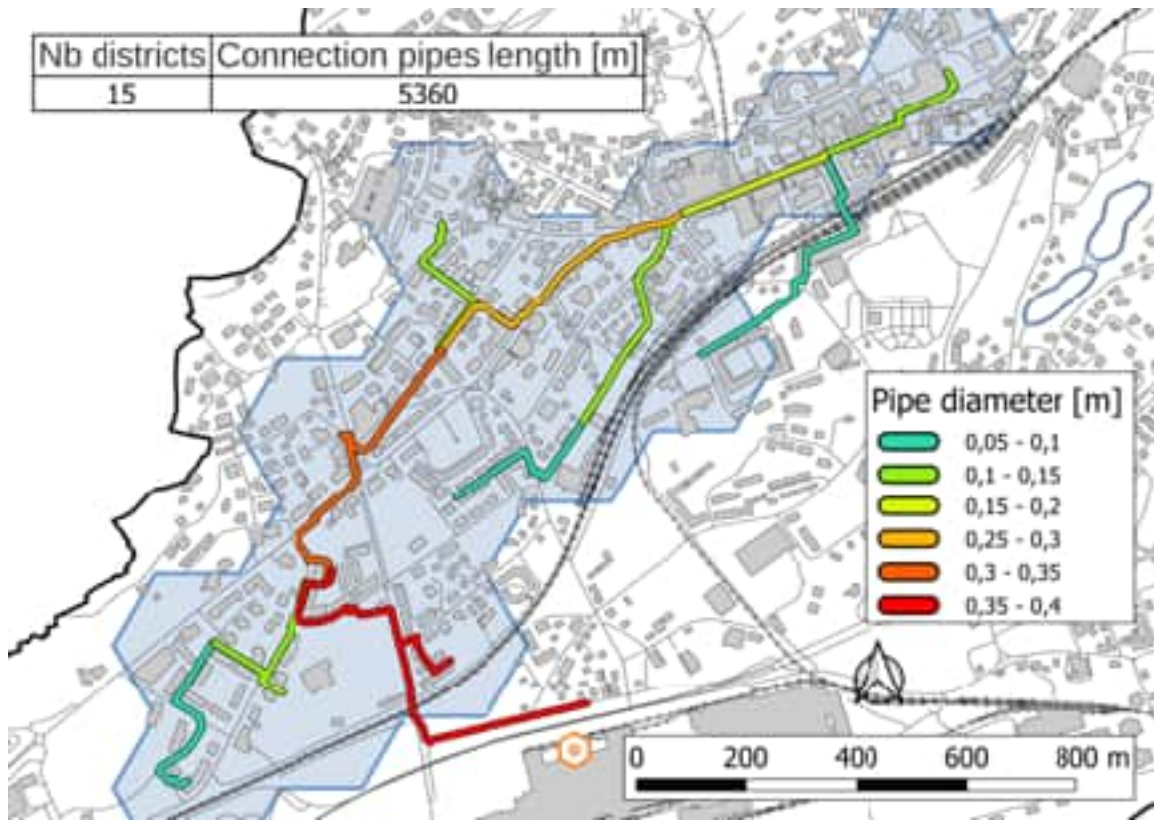 Nb districts Connection pipes length [m]
15 5360
Pipe diameter [m]
0,05 - 0,1
0,1 - 0,15
0,15 - 0,2
0,25 - 0,3
0,3 - 0,35
0,35 - 0,4
0 200 400 600 800 m